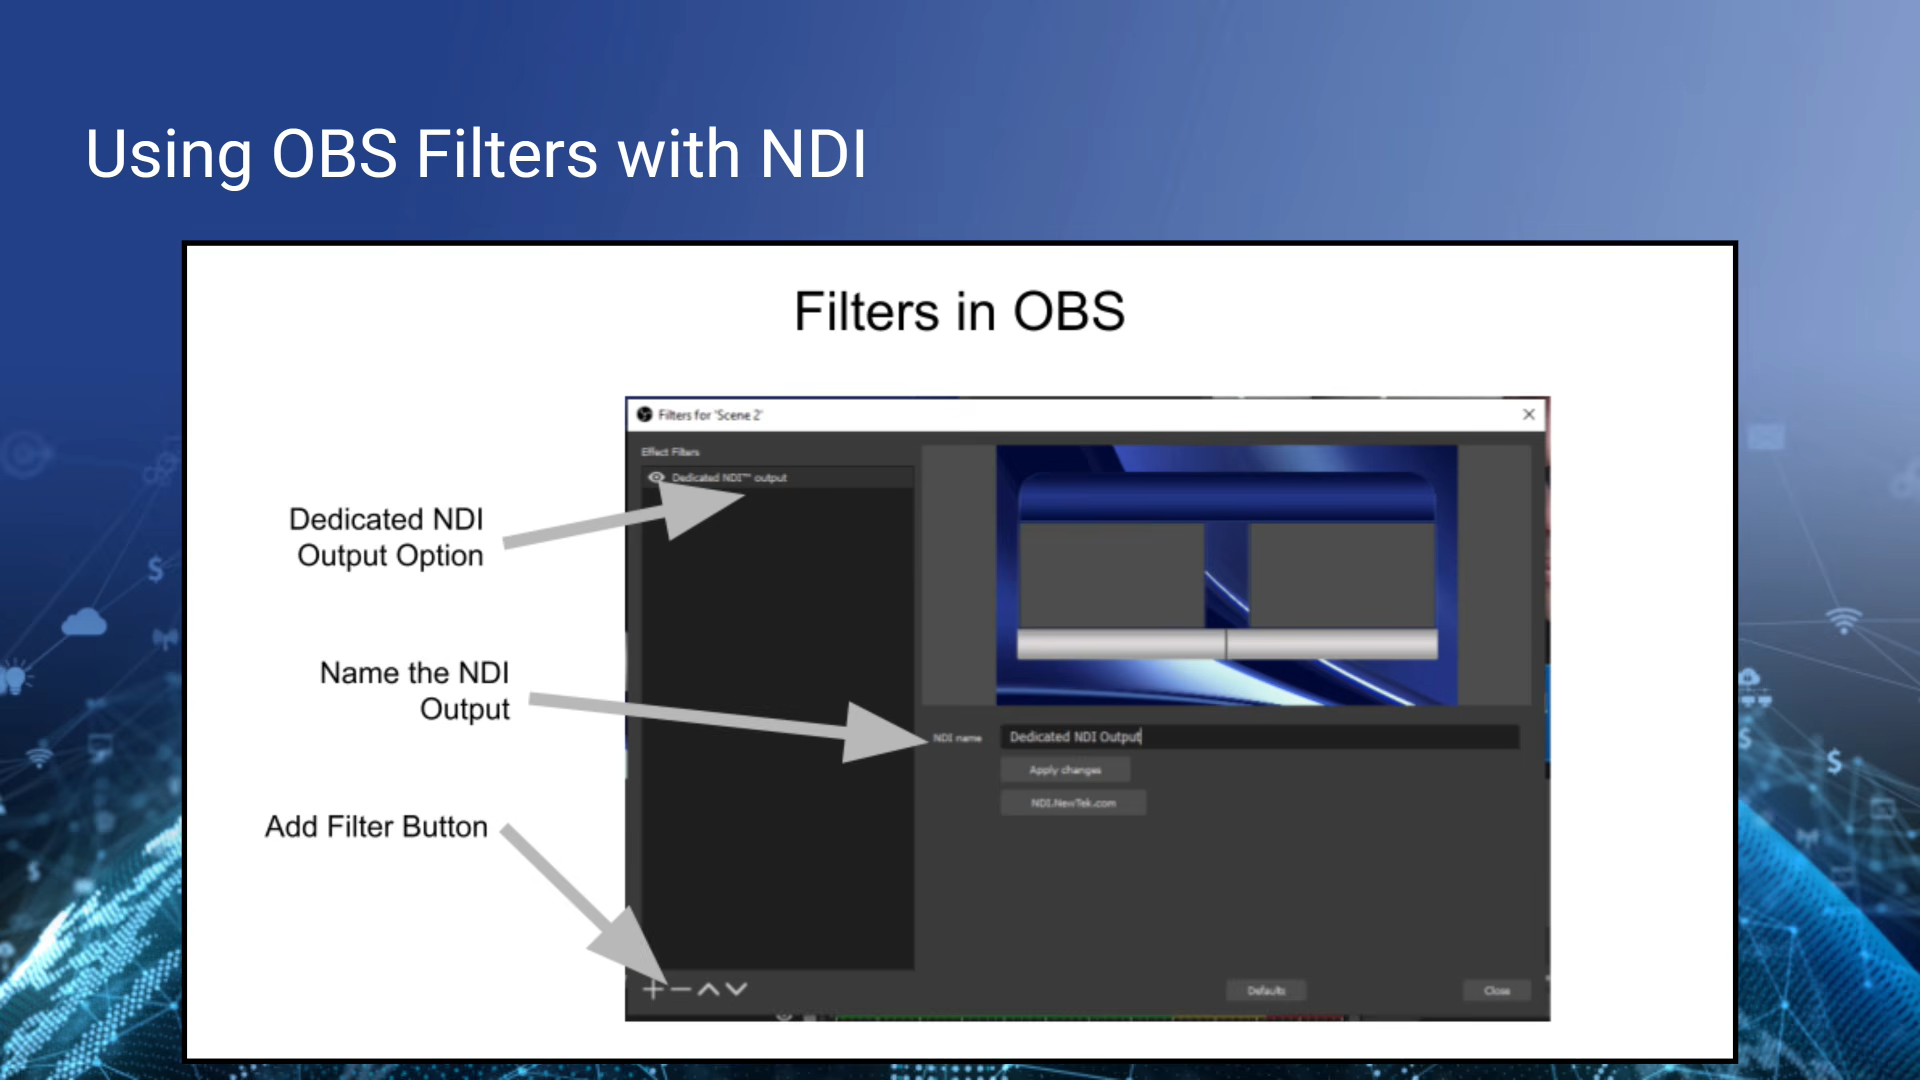 Using OBS Filters with NDI
Filters in OBS
Filters for 'Scene 2'
Effect Filters
Dedicated NDI™ output
Dedicated NDI
Output Option
Name the NDI
Output
NDI name
Dedicated NDI Output
Apply changes
NDI.NewTek.com
Add Filter Button
Defaults
Close